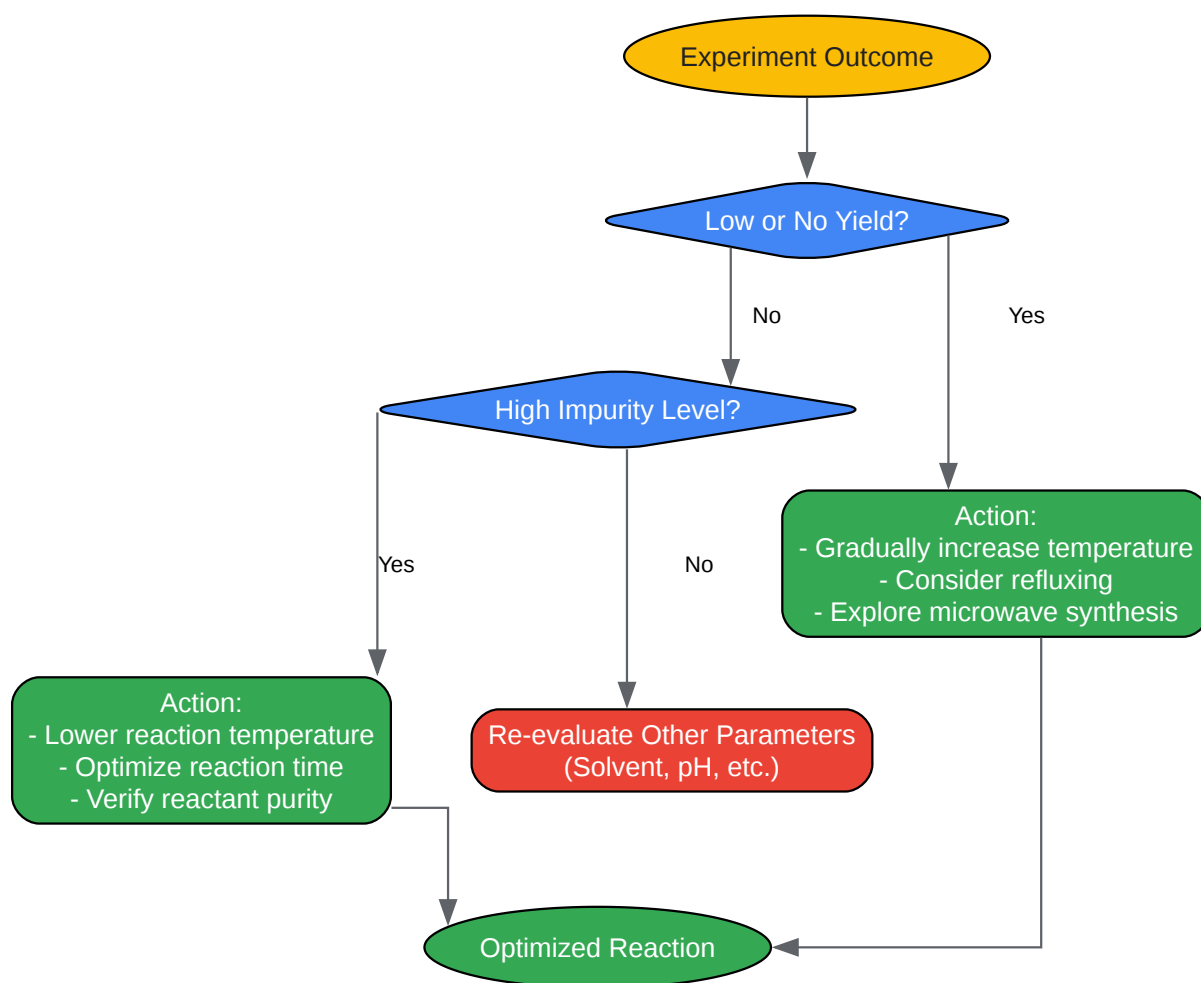 Experiment Outcome
Low or No Yield?
No
Yes
High Impurity Level?
Action:
- Gradually increase temperature
- Consider refluxing
- Explore microwave synthesis
Yes
No
Action:
- Lower reaction temperature
- Optimize reaction time
- Verify reactant purity
Re-evaluate Other Parameters
(Solvent, pH, etc.)
Optimized Reaction